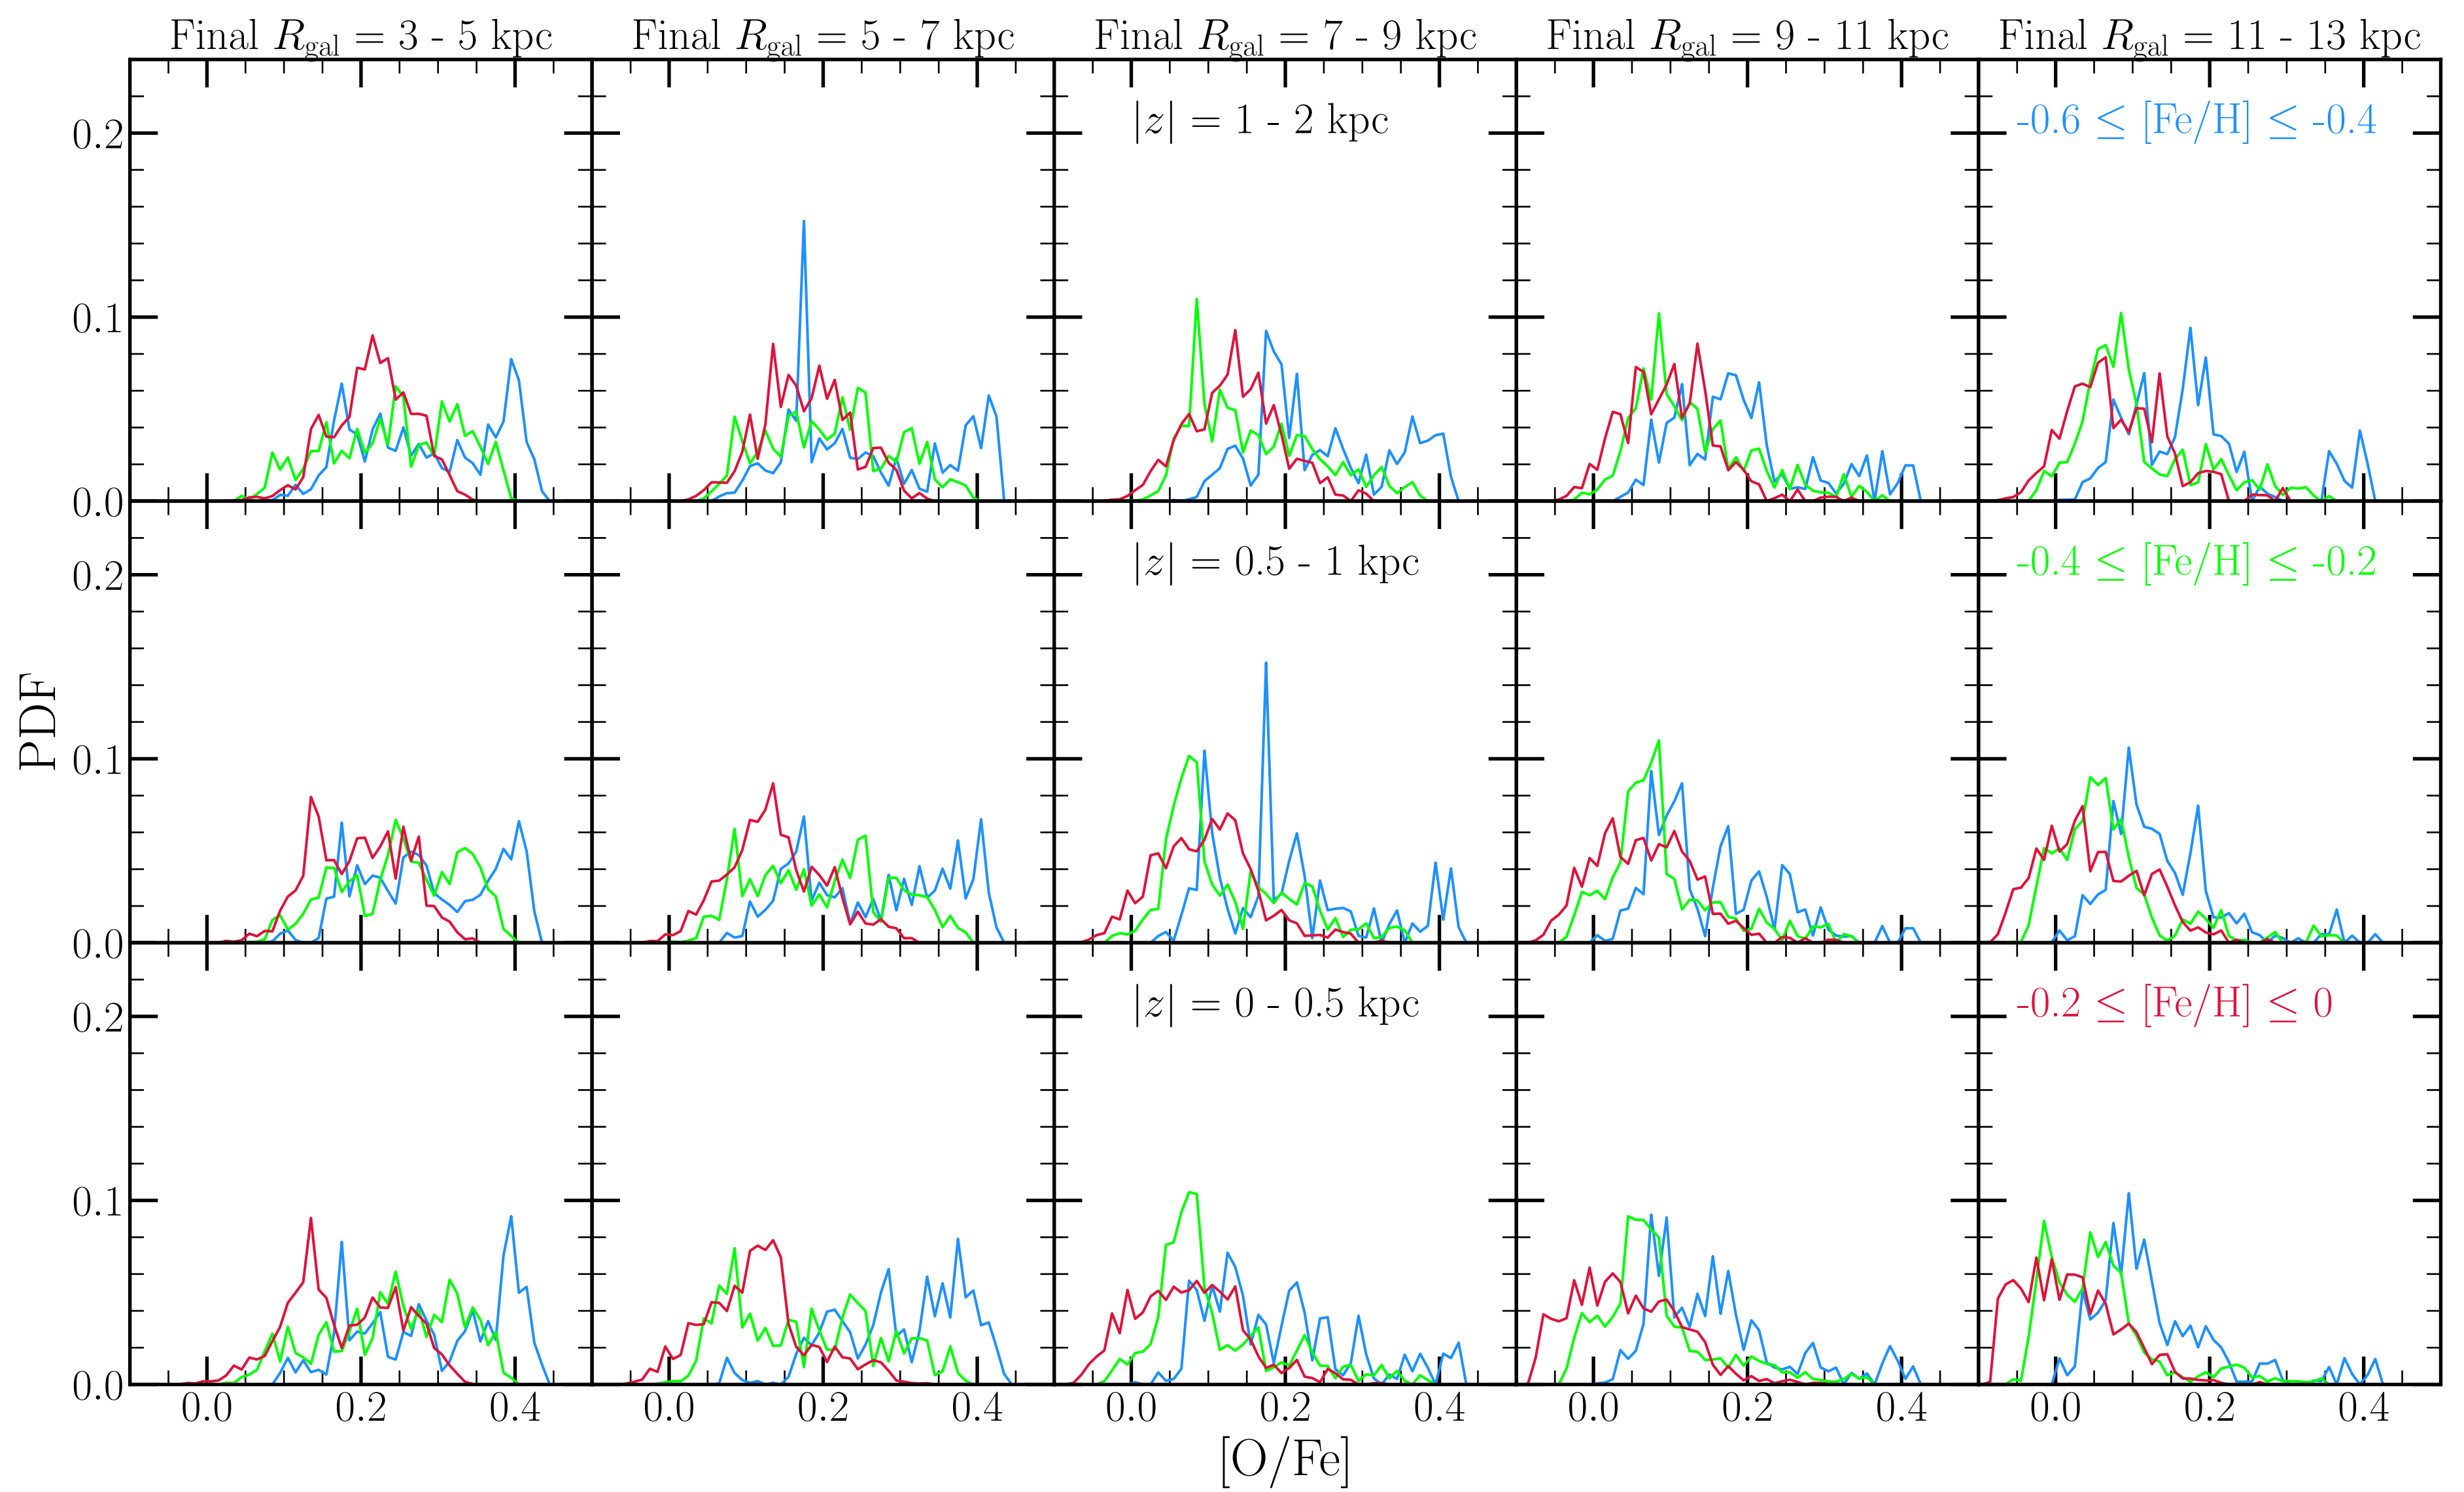 Final R_gal = 3 - 5 kpc
Final R_gal = 5 - 7 kpc
Final R_gal = 7 - 9 kpc
Final R_gal = 9 - 11 kpc
Final R_gal = 11 - 13 kpc
|z| = 1 - 2 kpc
-0.6 ≤ [Fe/H] ≤ -0.4
0.2
0.1
0.0
|z| = 0.5 - 1 kpc
-0.4 ≤ [Fe/H] ≤ -0.2
0.2
0.1
0.0
PDF
|z| = 0 - 0.5 kpc
-0.2 ≤ [Fe/H] ≤ 0
0.2
0.1
0.0
0.0 0.2 0.4
0.0 0.2 0.4
0.0 0.2 0.4
0.0 0.2 0.4
0.0 0.2 0.4
[O/Fe]